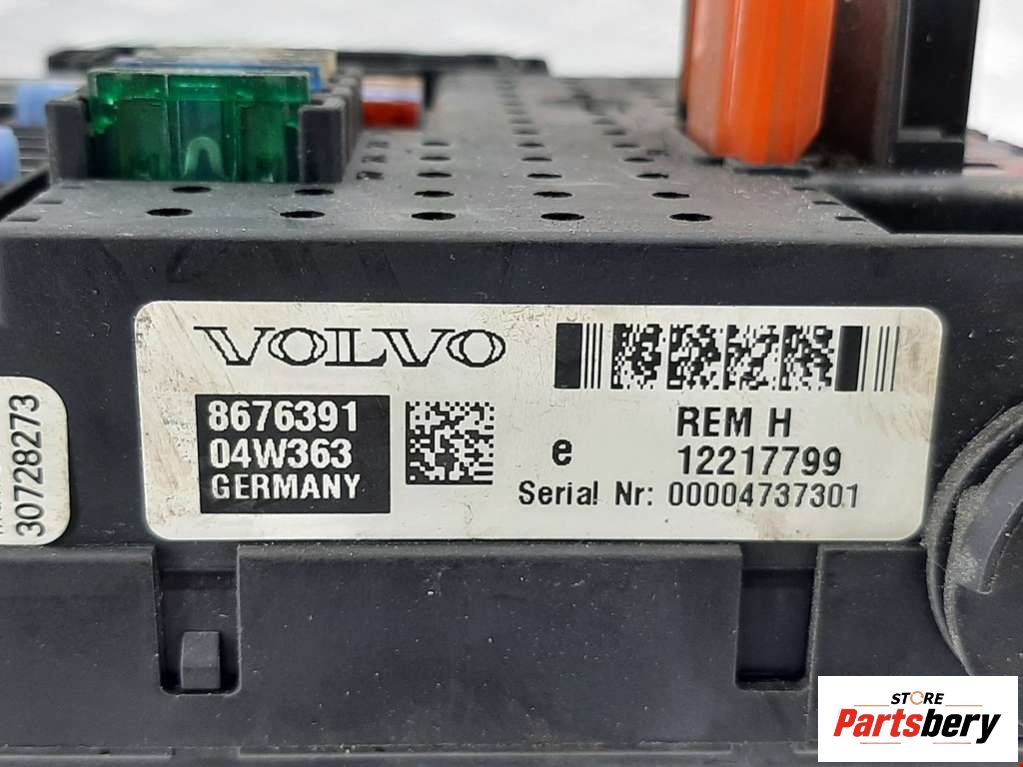 VOLVO
8676391
04W363
GERMANY
REM H
e
12217799
Serial Nr: 00004737301
30728273
STORE
Partsbery